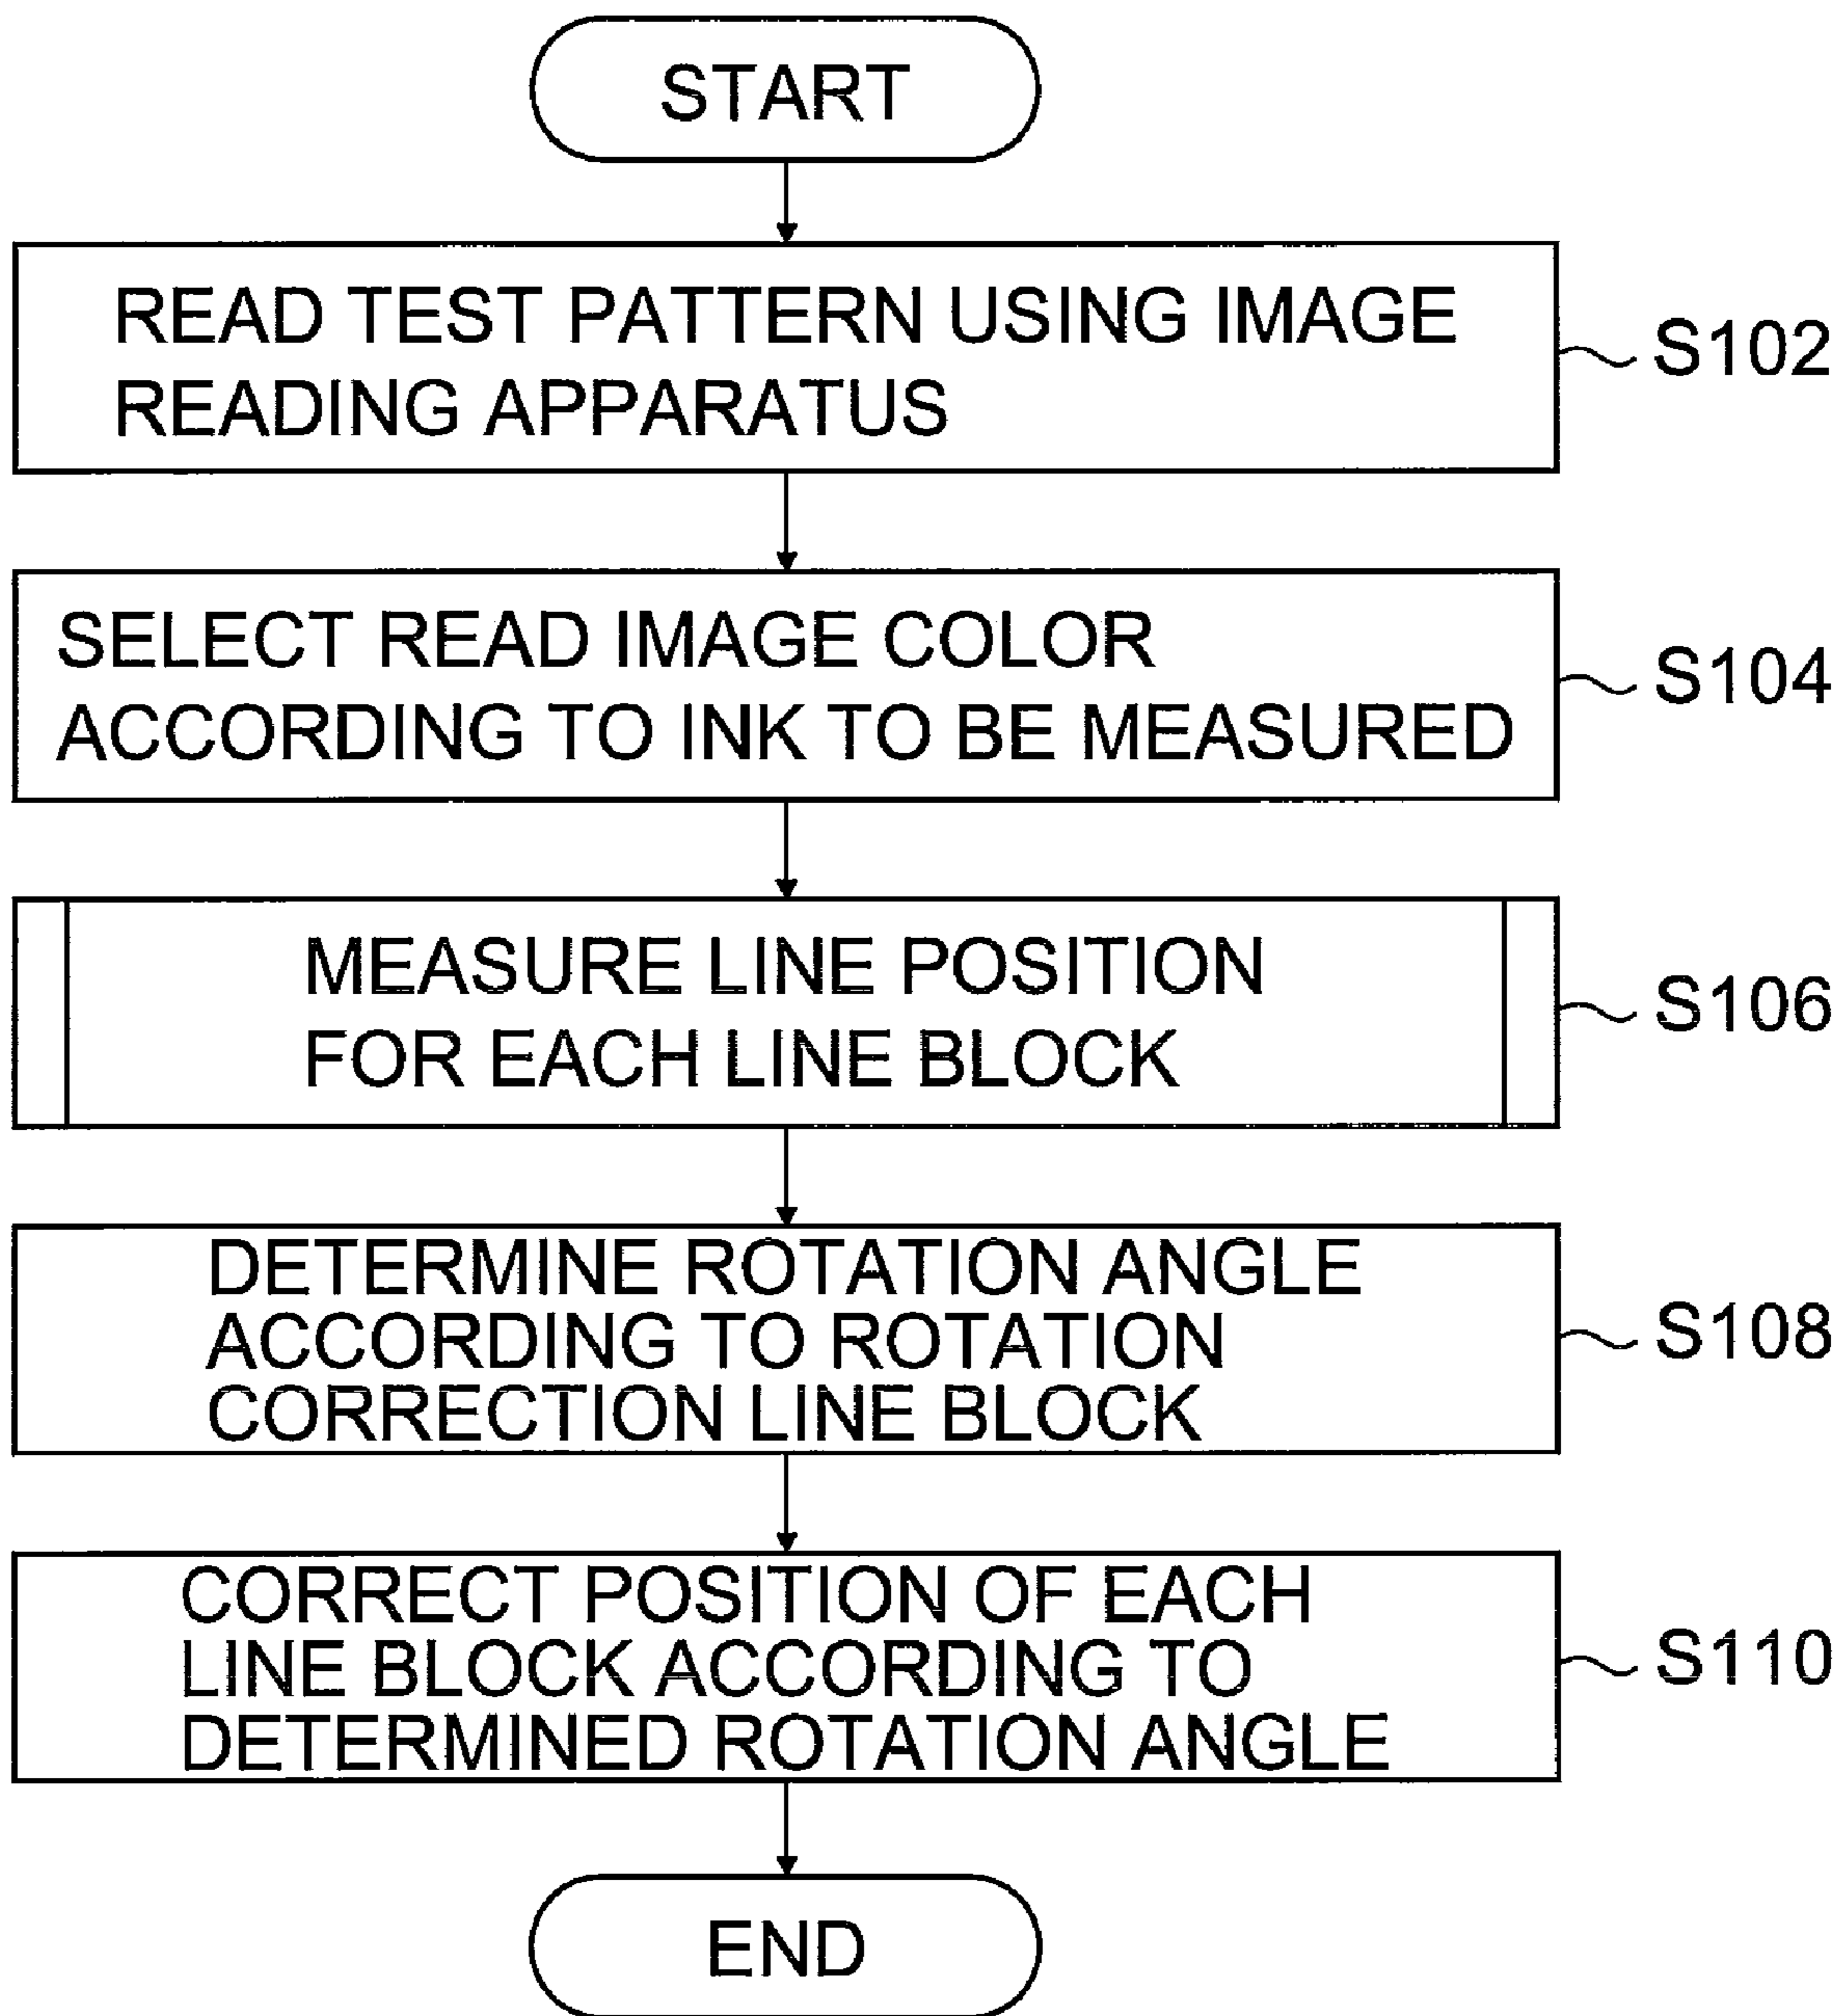 START
READ TEST PATTERN USING IMAGE
READING APPARATUS
S102
SELECT READ IMAGE COLOR
ACCORDING TO INK TO BE MEASURED
S104
MEASURE LINE POSITION
FOR EACH LINE BLOCK
S106
DETERMINE ROTATION ANGLE
ACCORDING TO ROTATION
CORRECTION LINE BLOCK
S108
CORRECT POSITION OF EACH
LINE BLOCK ACCORDING TO
DETERMINED ROTATION ANGLE
S110
END